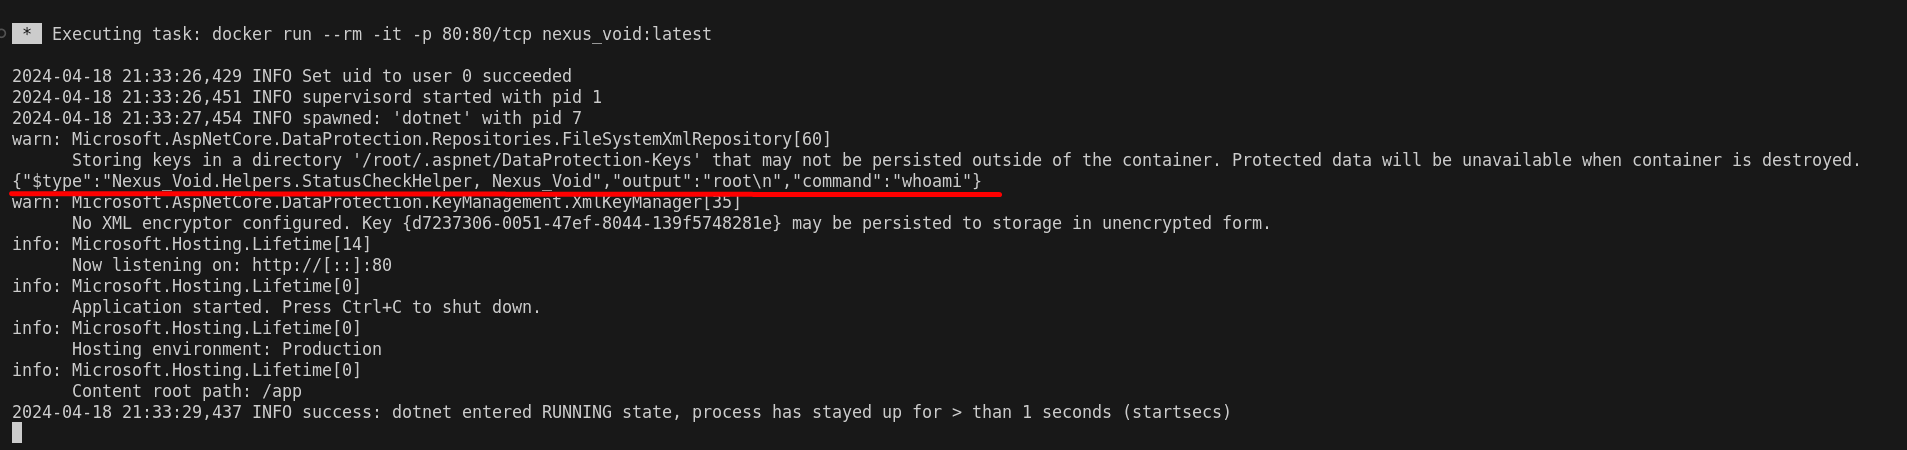 * Executing task: docker run --rm -it -p 80:80/tcp nexus_void:latest
2024-04-18 21:33:26,429 INFO Set uid to user 0 succeeded
2024-04-18 21:33:26,451 INFO supervisord started with pid 1
2024-04-18 21:33:27,454 INFO spawned: 'dotnet' with pid 7
warn: Microsoft.AspNetCore.DataProtection.Repositories.FileSystemXmlRepository[60]
      Storing keys in a directory '/root/.aspnet/DataProtection-Keys' that may not be persisted outside of the container. Protected data will be unavailable when container is destroyed.
{"$type":"Nexus_Void.Helpers.StatusCheckHelper, Nexus_Void","output":"root\n","command":"whoami"}
warn: Microsoft.AspNetCore.DataProtection.KeyManagement.XmlKeyManager[35]
      No XML encryptor configured. Key {d7237306-0051-47ef-8044-139f5748281e} may be persisted to storage in unencrypted form.
info: Microsoft.Hosting.Lifetime[14]
      Now listening on: http://[::]:80
info: Microsoft.Hosting.Lifetime[0]
      Application started. Press Ctrl+C to shut down.
info: Microsoft.Hosting.Lifetime[0]
      Hosting environment: Production
info: Microsoft.Hosting.Lifetime[0]
      Content root path: /app
2024-04-18 21:33:29,437 INFO success: dotnet entered RUNNING state, process has stayed up for > than 1 seconds (startsecs)